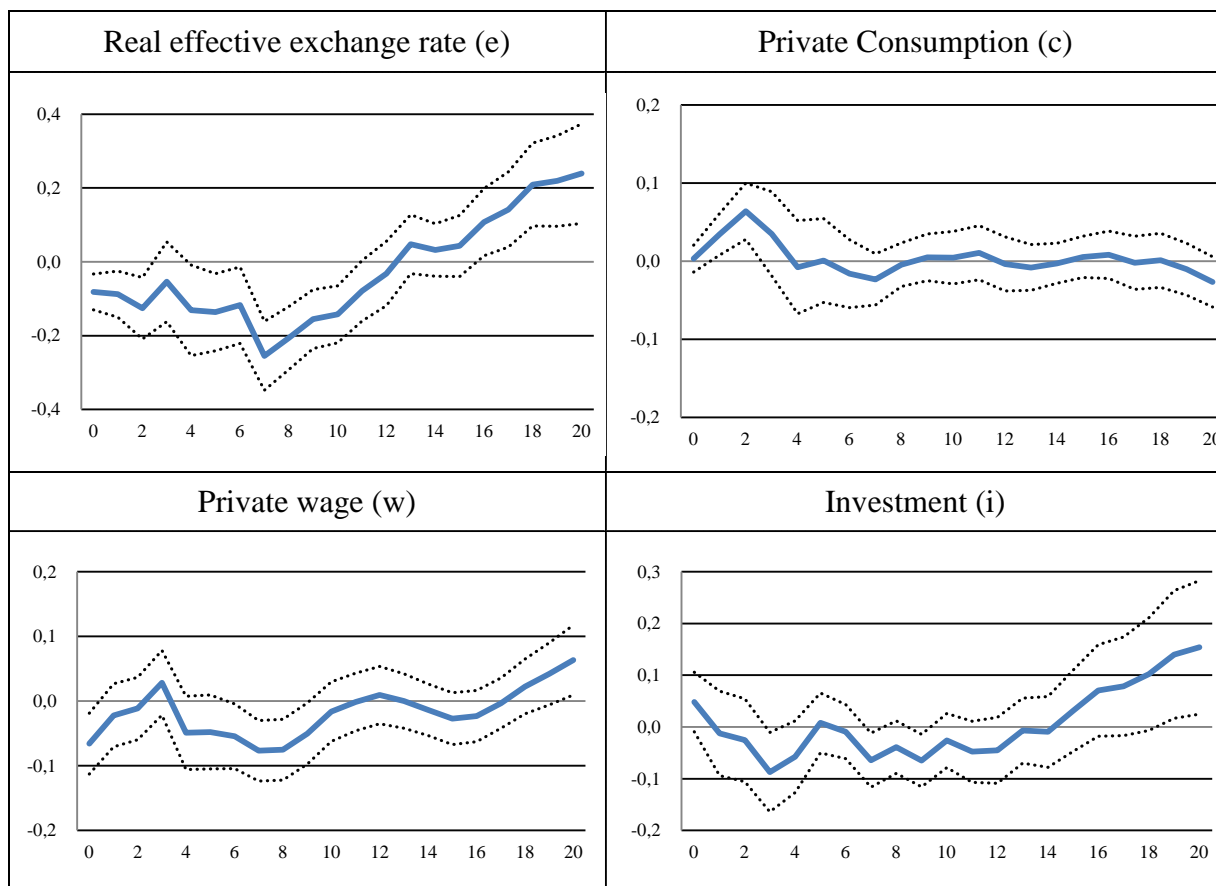 Real effective exchange rate (e)
Private Consumption (c)
0,4
0,2
0,0
-0,2
-0,4
0 2 4 6 8 10 12 14 16 18 20
0,2
0,1
0,0
-0,1
-0,2
0 2 4 6 8 10 12 14 16 18 20
Private wage (w)
Investment (i)
0,2
0,1
0,0
-0,1
-0,2
0 2 4 6 8 10 12 14 16 18 20
0,3
0,2
0,1
0,0
-0,1
-0,2
0 2 4 6 8 10 12 14 16 18 20